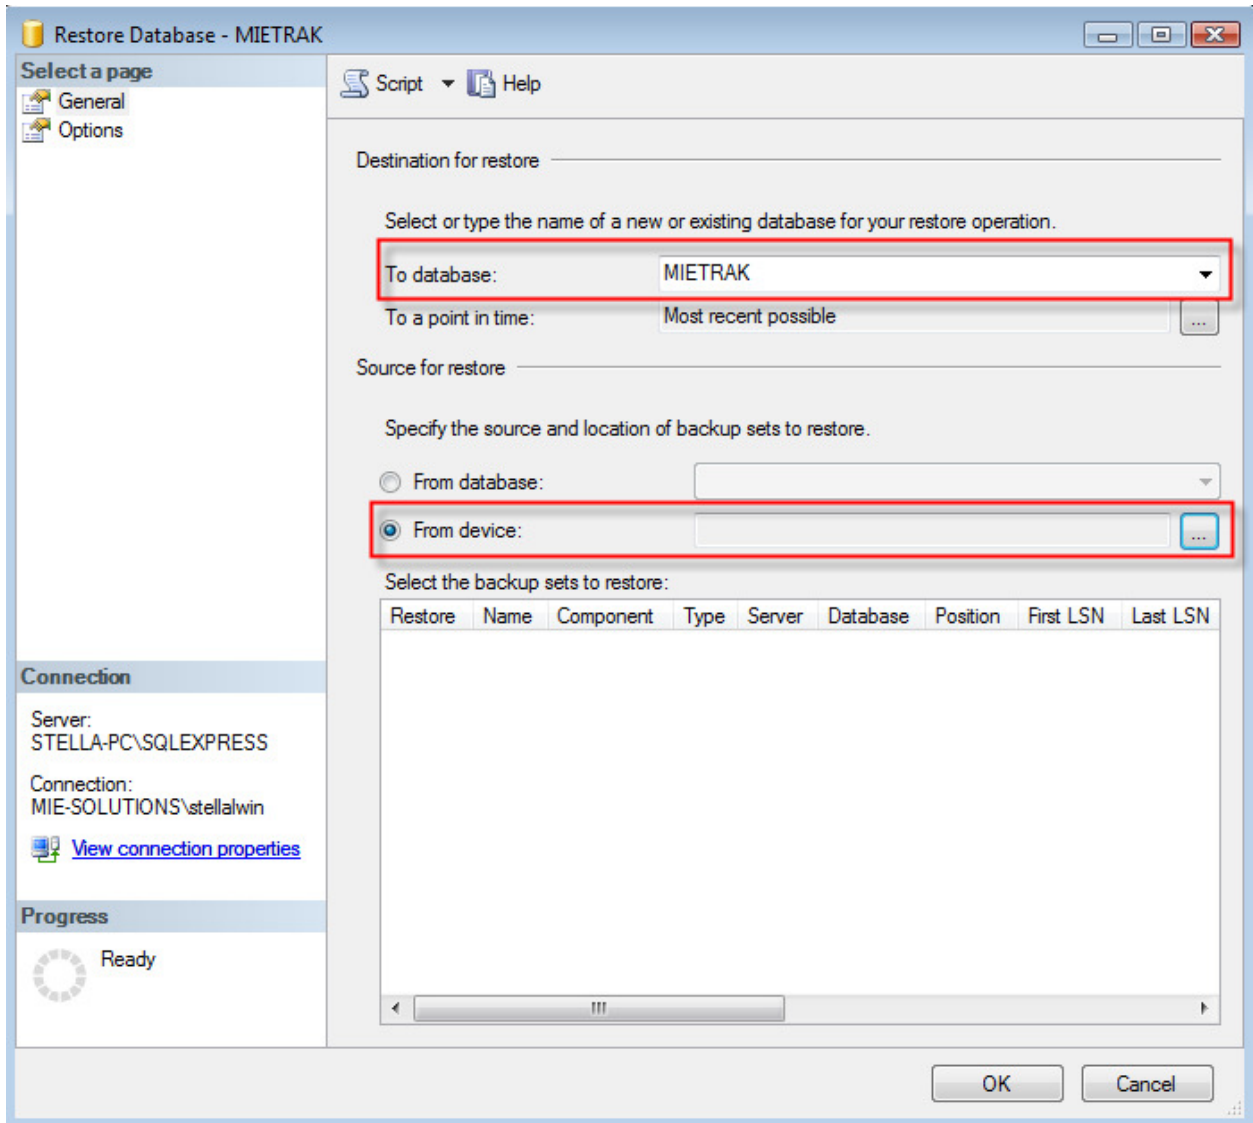 Restore Database - MIETRAK
Select a page
General
Options
Script
Help
Destination for restore
Select or type the name of a new or existing database for your restore operation.
To database:
MIETRAK
To a point in time:
Most recent possible
...
Source for restore
Specify the source and location of backup sets to restore.
From database:
From device:
...
Select the backup sets to restore:
Restore Name Component Type Server Database Position First LSN Last LSN
Connection
Server:
STELLA-PC\SQLEXPRESS
Connection:
MIE-SOLUTIONS\stellalwin
View connection properties
Progress
Ready
OK
Cancel